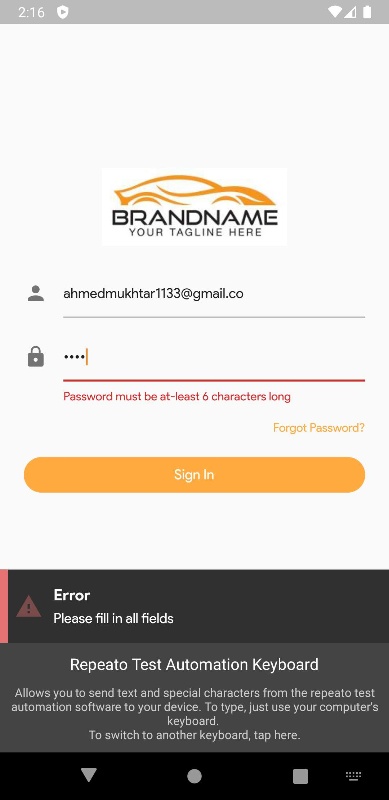 2:16
BRANDNAME
YOUR TAGLINE HERE
ahmedmukhtar1133@gmail.co
••••
Password must be at-least 6 characters long
Forgot Password?
Sign In
Error
Please fill in all fields
Repeato Test Automation Keyboard
Allows you to send text and special characters from the repeato test
automation software to your device. To type, just use your computer's
keyboard.
To switch to another keyboard, tap here.